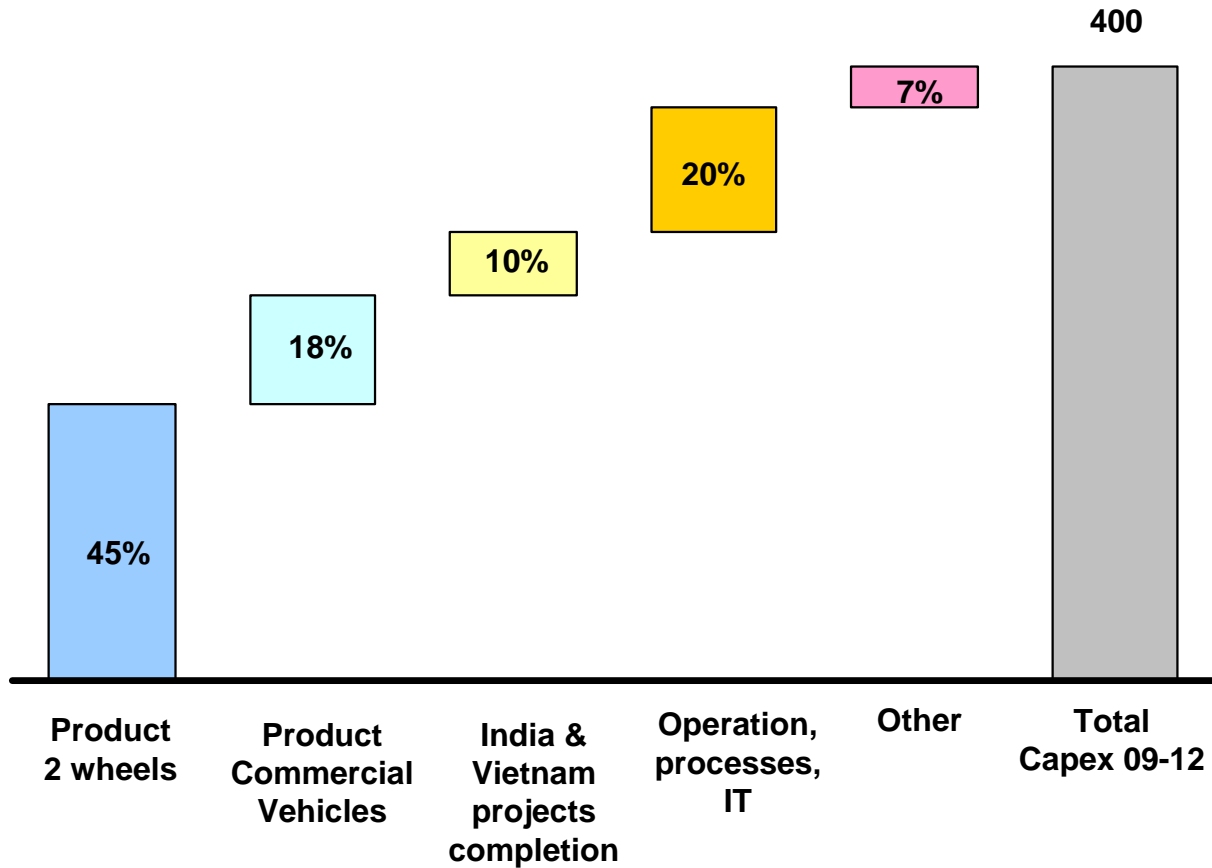 400
7%
20%
10%
18%
45%
Product
2 wheels
Product
Commercial
Vehicles
India &
Vietnam
projects
completion
Operation,
processes,
IT
Other
Total
Capex 09-12